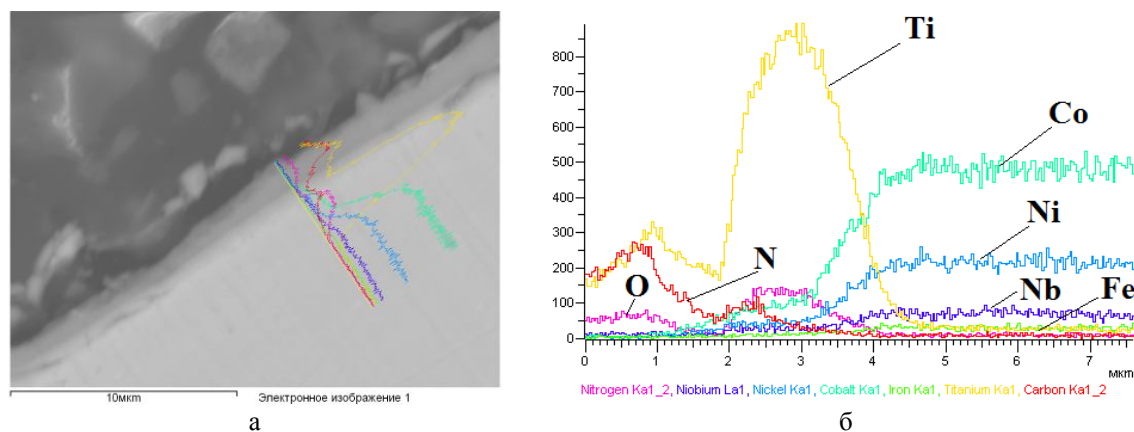 10мкm Электронное изображение 1
а
Ti
800
700
600
Co
500
400
300
Ni
200
N
O
Nb
Fe
100
0
0 1 2 3 4 5 6 7
мкm
Nitrogen Ka1_2, Niobium La1, Nickel Ka1, Cobalt Ka1, Iron Ka1, Titanium Ka1, Carbon Ka1_2
б